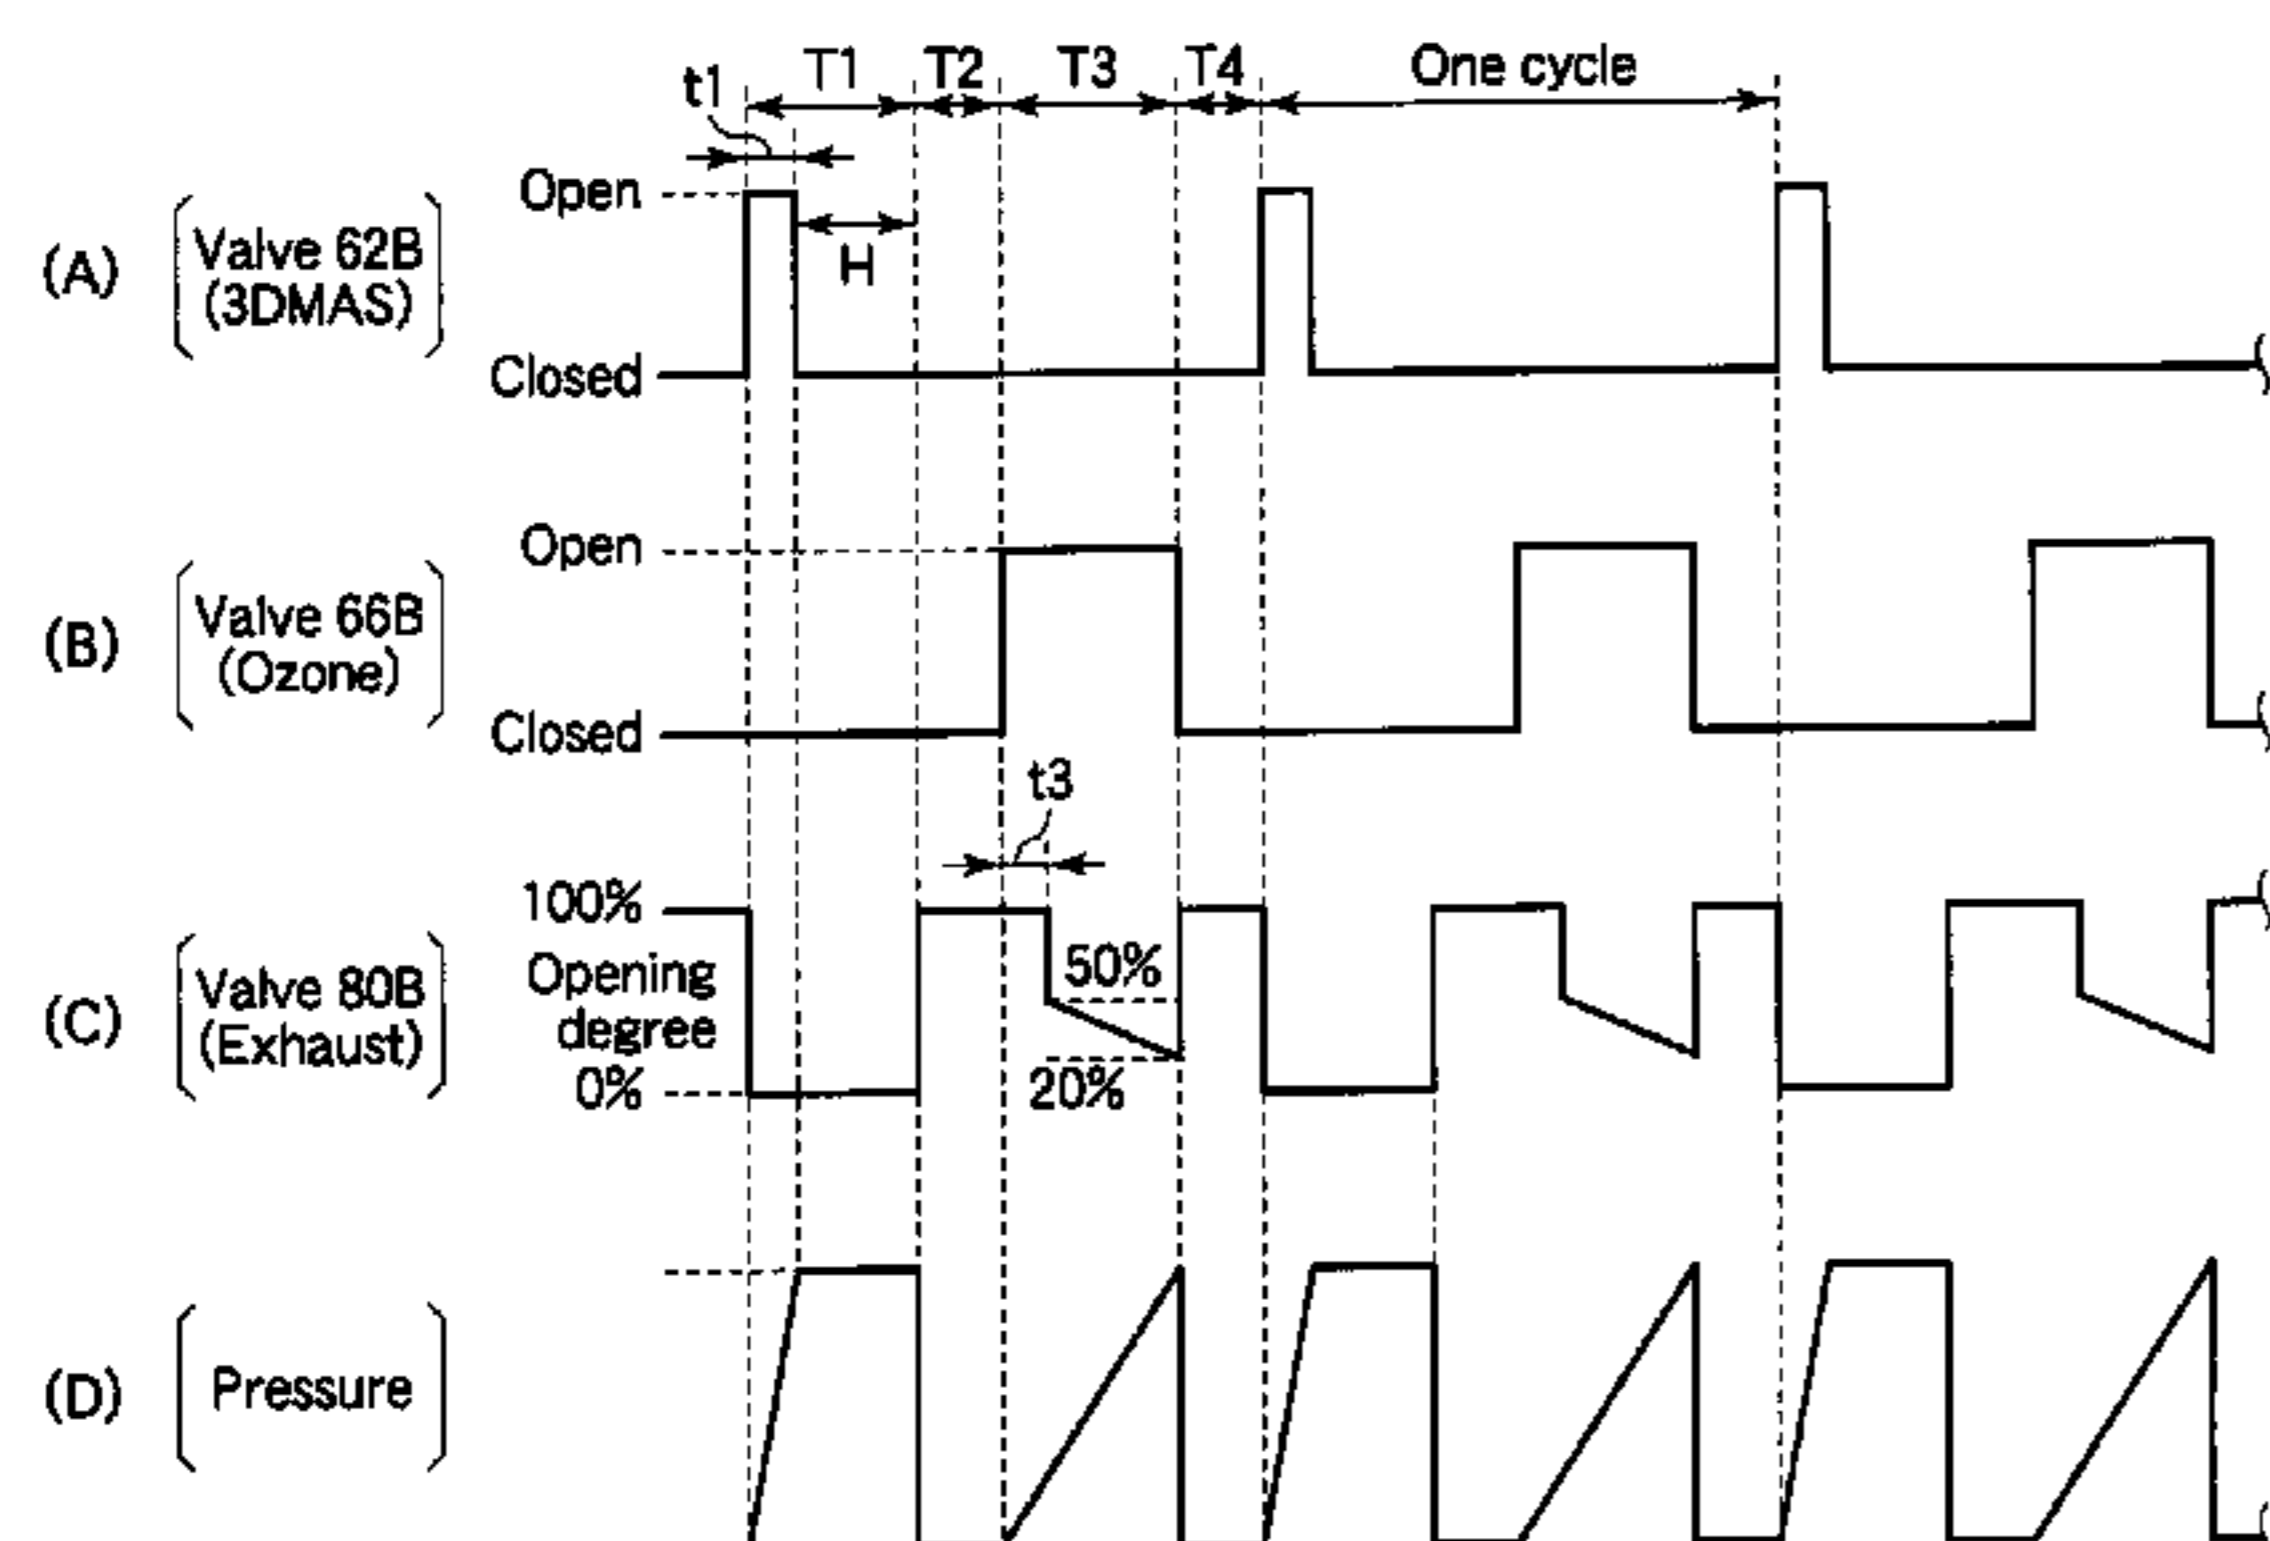 t1
T1
T2
T3
T4
One cycle
(A)
Valve 62B
(3DMAS)
Open
H
Closed
(B)
Valve 66B
(Ozone)
Open
Closed
t3
(C)
Valve 80B
(Exhaust)
100%
Opening
degree
0%
50%
20%
(D)
Pressure